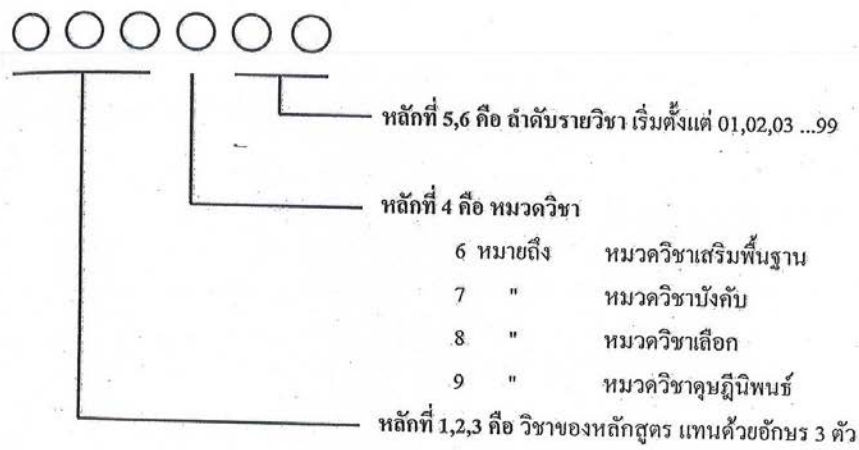 หลักที่ 5,6 คือ ลำดับรายวิชา เริ่มตั้งแต่ 01,02,03 ...99
หลักที่ 4 คือ หมวดวิชา
6 หมายถึง หมวดวิชาเสริมพื้นฐาน
7 " หมวดวิชาบังคับ
8 " หมวดวิชาเลือก
9 " หมวดวิชาดุษฎีนิพนธ์
หลักที่ 1,2,3 คือ วิชาของหลักสูตร แทนด้วยอักษร 3 ตัว